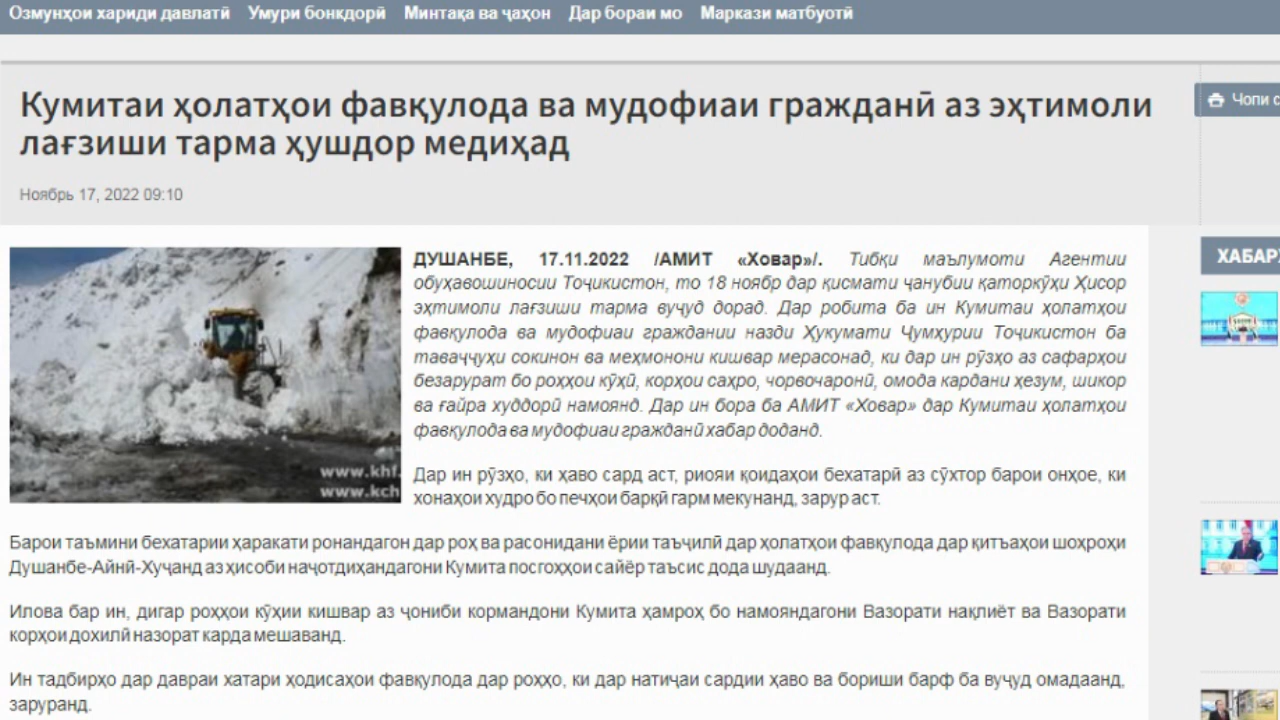 Озмунҳои хариди давлатӣ Умури бонкдорӣ Минтақа ва ҷаҳон Дар бораи мо Маркази матбуотӣ
Кумитаи ҳолатҳои фавқулода ва мудофиаи гражданӣ аз эҳтимоли
лағзиши тарма ҳушдор медиҳад
Чопи с
Ноябрь 17, 2022 09:10
ДУШАНБЕ, 17.11.2022 /АМИТ «Ховар»/. Тибқи маълумоти Агентии
обуҳавошиносии Тоҷикистон, то 18 ноябр дар қисмати ҷанубии қаторкӯҳи Ҳисор
эҳтимоли лағзиши тарма вуҷуд дорад. Дар робита ба ин Кумитаи ҳолатҳои
фавқулода ва мудофиаи граждании назди Ҳукумати Ҷумҳурии Тоҷикистон ба
таваҷҷуҳи сокинон ва меҳмонони кишвар мерасонад, ки дар ин рӯзҳо аз сафарҳои
безарурат бо роҳҳои кӯҳӣ, корҳои саҳро, чорвочаронӣ, омода кардани ҳезум, шикор
ва ғайра худдорӣ намоянд. Дар ин бора ба АМИТ «Ховар» дар Кумитаи ҳолатҳои
фавқулода ва мудофиаи гражданӣ хабар доданд.
www.khf.
www.kch
Дар ин рӯзҳо, ки ҳаво сард аст, риояи қоидаҳои бехатарӣ аз сӯхтор барои онҳое, ки
хонаҳои худро бо печҳои барқӣ гарм мекунанд, зарур аст.
Барои таъмини бехатарии ҳаракати ронандагон дар роҳ ва расонидани ёрии таъҷилӣ дар ҳолатҳои фавқулода дар қитъаҳои шоҳроҳи
Душанбе-Айнӣ-Хуҷанд аз ҳисоби наҷотдиҳандагони Кумита посгоҳҳои сайёр таъсис дода шудаанд.
Илова бар ин, дигар роҳҳои кӯҳии кишвар аз ҷониби кормандони Кумита ҳамроҳ бо намояндагони Вазорати нақлиёт ва Вазорати
корҳои дохилӣ назорат карда мешаванд.
Ин тадбирҳо дар давраи хатари ҳодисаҳои фавқулода дар роҳҳо, ки дар натиҷаи сардии ҳаво ва бориши барф ба вуҷуд омадаанд,
заруранд.
ХАБАРҲ